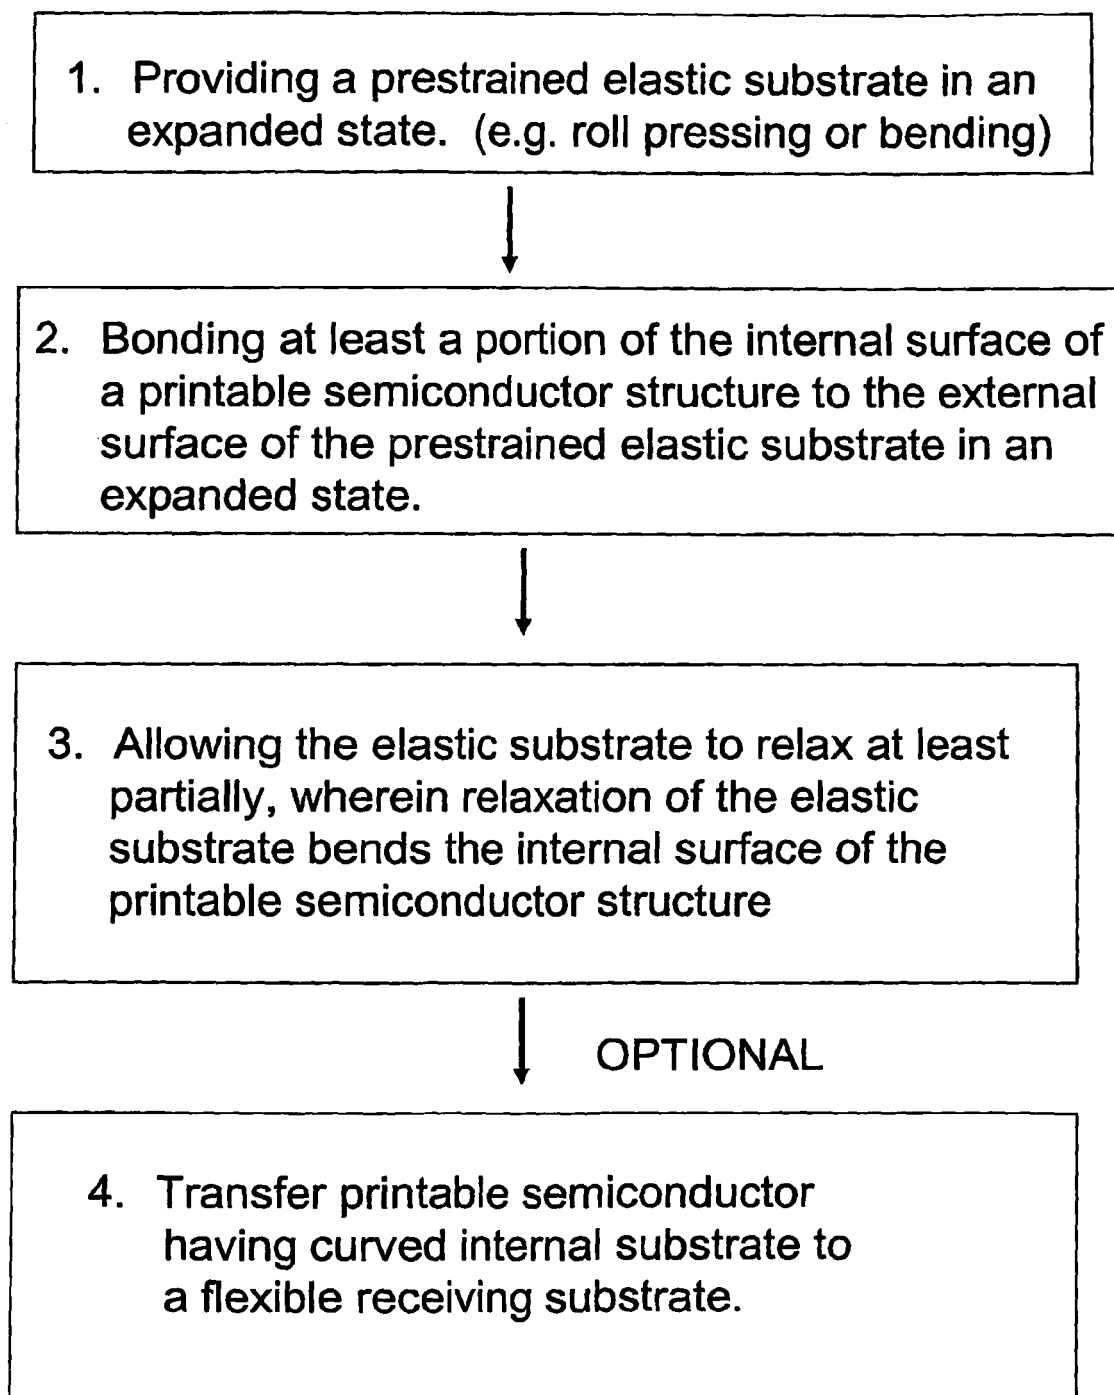 1. Providing a prestrained elastic substrate in an
expanded state. (e.g. roll pressing or bending)
2. Bonding at least a portion of the internal surface of
a printable semiconductor structure to the external
surface of the prestrained elastic substrate in an
expanded state.
3. Allowing the elastic substrate to relax at least
partially, wherein relaxation of the elastic
substrate bends the internal surface of the
printable semiconductor structure
OPTIONAL
4. Transfer printable semiconductor
having curved internal substrate to
a flexible receiving substrate.